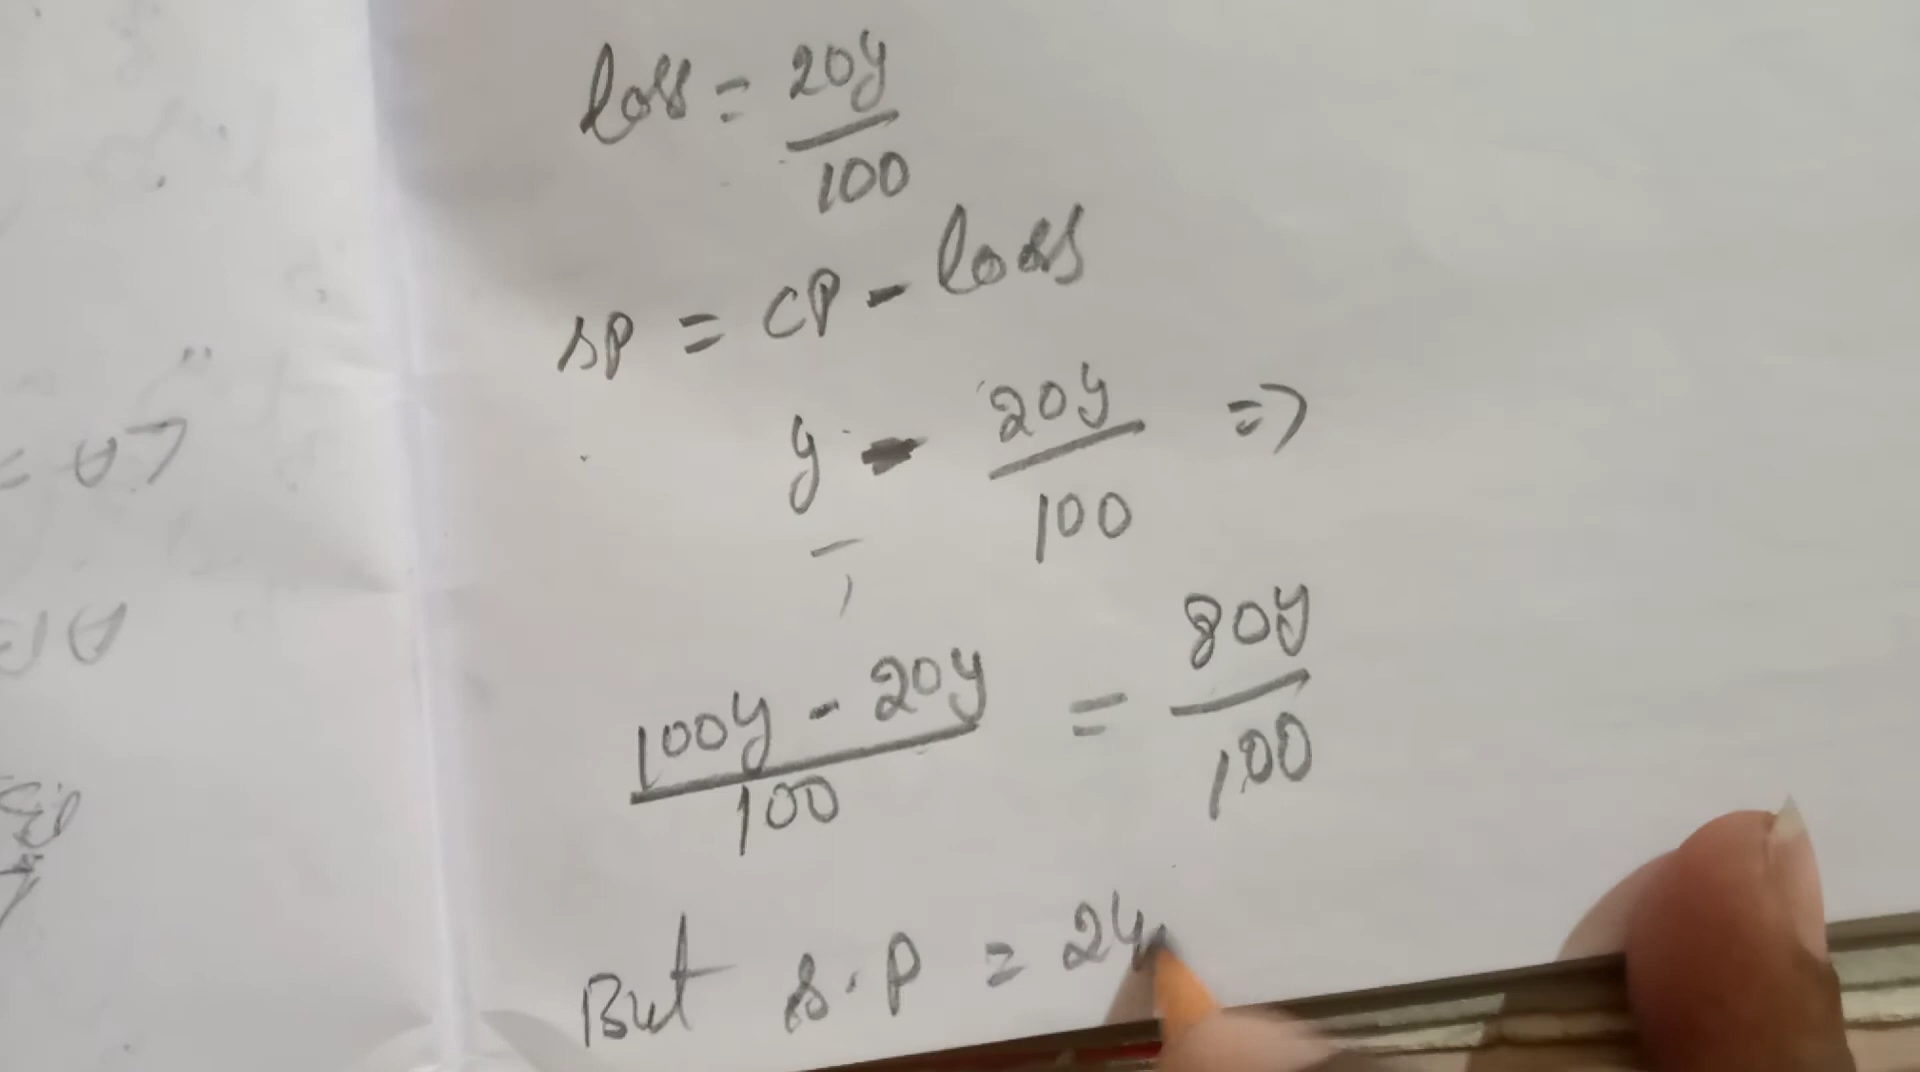 loss = 20y/100
SP = CP - loss
y - 20y/100 =>
100y - 20y/100 = 80y/100
But S.P = 24